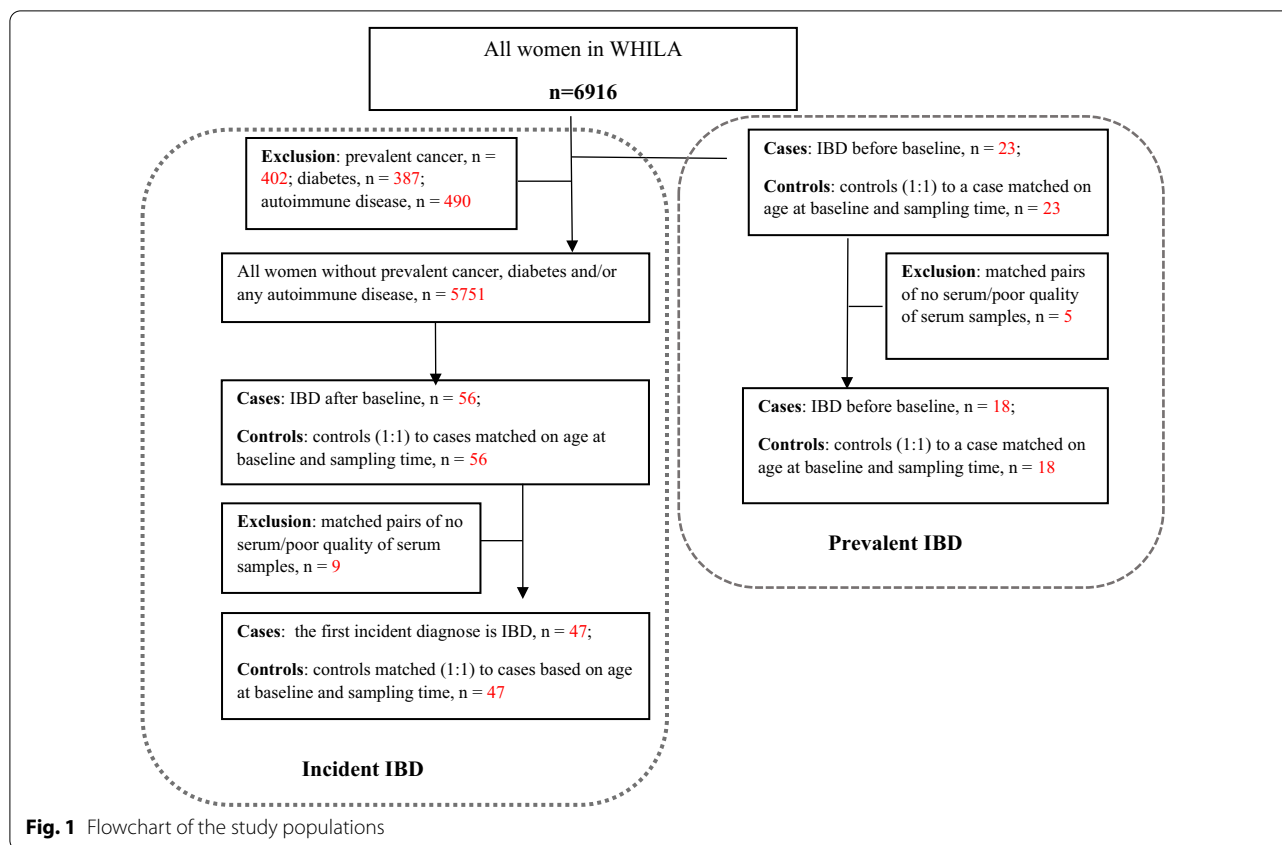 All women in WHILA
n=6916
Exclusion: prevalent cancer, n =
402; diabetes, n = 387;
autoimmune disease, n = 490
All women without prevalent cancer, diabetes and/or
any autoimmune disease, n = 5751
Cases: IBD after baseline, n = 56;
Controls: controls (1:1) to cases matched on age at
baseline and sampling time, n = 56
Exclusion: matched pairs of no
serum/poor quality of serum
samples, n = 9
Cases: the first incident diagnose is IBD, n = 47;
Controls: controls matched (1:1) to cases based on age
at baseline and sampling time, n = 47
Incident IBD
Cases: IBD before baseline, n = 23;
Controls: controls (1:1) to a case matched on
age at baseline and sampling time, n = 23
Exclusion: matched pairs
of no serum/poor quality
of serum samples, n = 5
Cases: IBD before baseline, n = 18;
Controls: controls (1:1) to a case matched on
age at baseline and sampling time, n = 18
Prevalent IBD
Fig. 1 Flowchart of the study populations